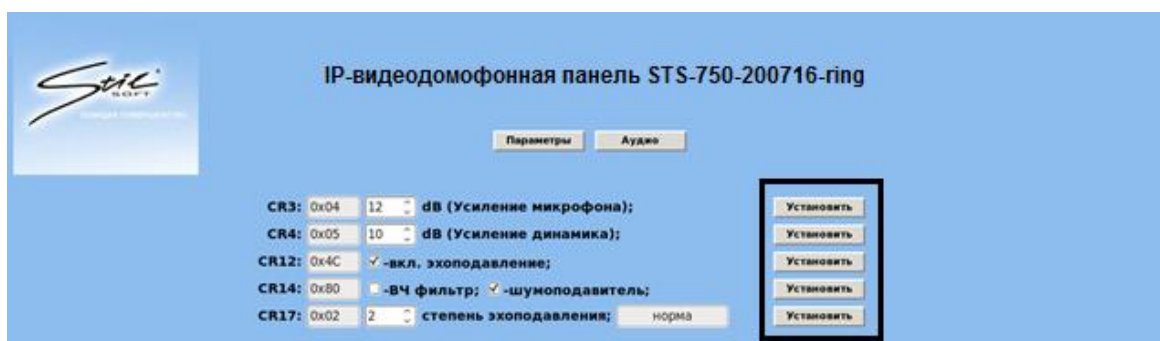 Stil
SOFT
IP-видеодомофонная панель STS-750-200716-ring
Параметры Аудио
CR3: 0x04 12 dB (Усиление микрофона); Установить
CR4: 0x05 10 dB (Усиление динамика); Установить
CR12: 0x4C -вкл. эхоподавление; Установить
CR14: 0x80 -ВЧ фильтр; -шумоподавитель; Установить
CR17: 0x02 2 степень эхоподавления; норма Установить